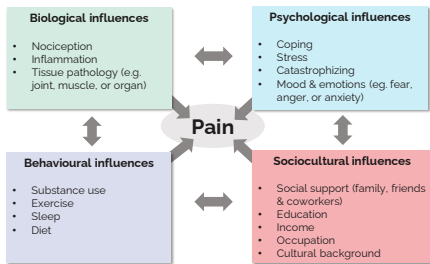 Biological influences
• Nociception
• Inflammation
• Tissue pathology (e.g.
joint, muscle, or organ)
Psychological influences
• Coping
• Stress
• Catastrophizing
• Mood & emotions (eg. fear,
anger, or anxiety)
Pain
Behavioural influences
• Substance use
• Exercise
• Sleep
• Diet
Sociocultural influences
• Social support (family, friends
& coworkers)
• Education
• Income
• Occupation
• Cultural background